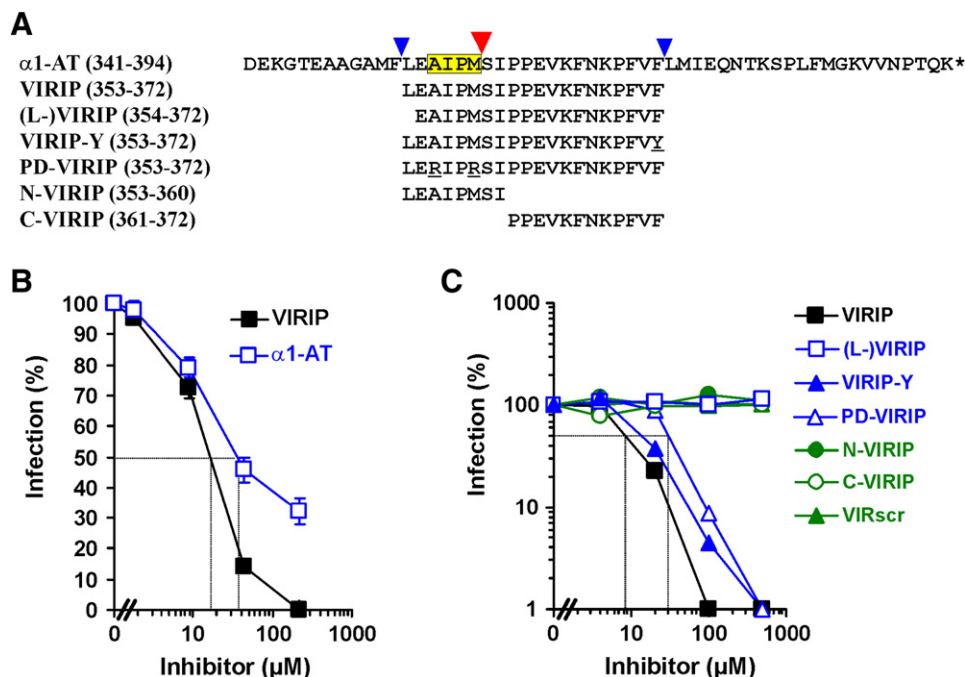 A
α1-AT (341-394) DEKGTEAAGAMFLEAIPMSIPPEVKFNKPFVFLMIEQNTKSPLFMGKVVNPTQK*
VIRIP (353-372) LEAIPMSIPPEVKFNKPFVF
(L-)VIRIP (354-372) EAIPMSIPPEVKFNKPFVF
VIRIP-Y (353-372) LEAIPMSIPPEVKFNKPFVY
PD-VIRIP (353-372) LERIPRSIPPEVKFNKPFVF
N-VIRIP (353-360) LEAIPMSI
C-VIRIP (361-372) PPEVKFNKPFVF
B
Infection (%)
100
90
80
70
60
50
40
30
20
10
0
0 10 100 1000
Inhibitor (µM)
VIRIP
α1-AT
C
Infection (%)
1000
100
10
1
0 10 100 1000
Inhibitor (µM)
VIRIP
(L-)VIRIP
VIRIP-Y
PD-VIRIP
N-VIRIP
C-VIRIP
VIRscr